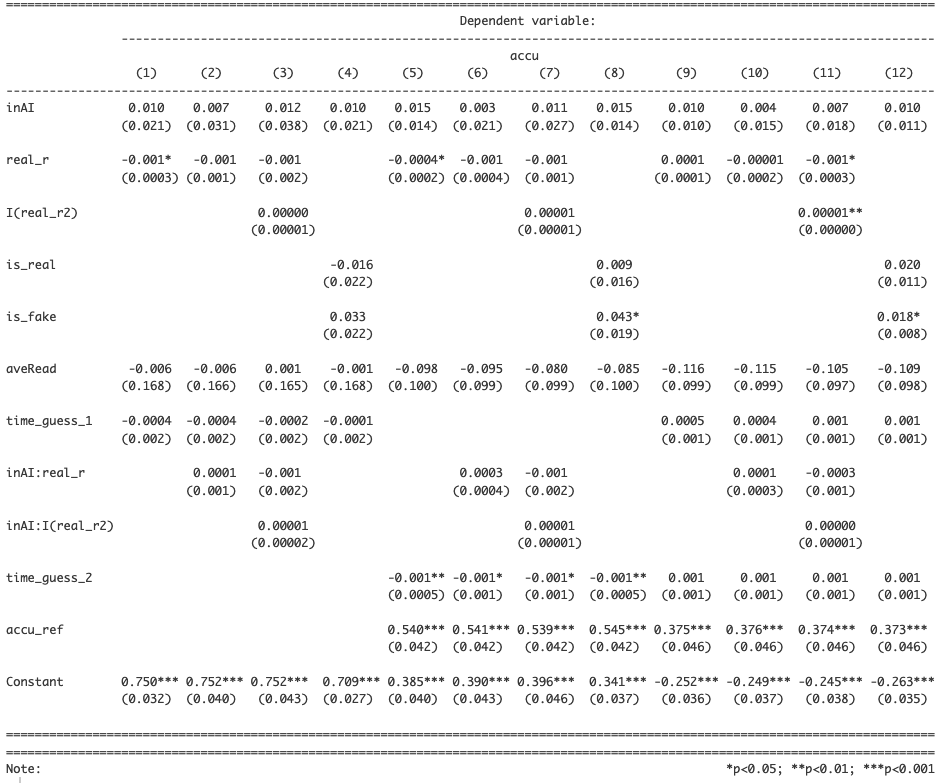 ==========================================================================
Dependent variable:
--------------------------------------------------------------------------
accu
(1) (2) (3) (4) (5) (6) (7) (8) (9) (10) (11) (12)
--------------------------------------------------------------------------
inAI 0.010 0.007 0.012 0.010 0.015 0.003 0.011 0.015 0.010 0.004 0.007 0.010
(0.021) (0.031) (0.038) (0.021) (0.014) (0.021) (0.027) (0.014) (0.010) (0.015) (0.018) (0.011)
real_r -0.001* -0.001 -0.001 -0.0004* -0.001 -0.001 0.0001 -0.00001 -0.001*
(0.0003) (0.001) (0.002) (0.0002) (0.0004) (0.001) (0.0001) (0.0002) (0.0003)
I(real_r2) 0.00000 0.00001 0.00001**
(0.00001) (0.00001) (0.00000)
is_real -0.016 0.009 0.020
(0.022) (0.016) (0.011)
is_fake 0.033 0.043* 0.018*
(0.022) (0.019) (0.008)
aveRead -0.006 -0.006 0.001 -0.001 -0.098 -0.095 -0.080 -0.085 -0.116 -0.115 -0.105 -0.109
(0.168) (0.166) (0.165) (0.168) (0.100) (0.099) (0.099) (0.100) (0.099) (0.099) (0.097) (0.098)
time_guess_1 -0.0004 -0.0004 -0.0002 -0.0001 0.0005 0.0004 0.001 0.001
(0.002) (0.002) (0.002) (0.002) (0.001) (0.001) (0.001) (0.001)
inAI:real_r 0.0001 -0.001 0.0003 -0.001 0.0001 -0.0003
(0.001) (0.002) (0.0004) (0.002) (0.0003) (0.001)
inAI:I(real_r2) 0.00001 0.00001 0.00000
(0.00002) (0.00001) (0.00001)
time_guess_2 -0.001** -0.001* -0.001* -0.001** 0.001 0.001 0.001 0.001
(0.0005) (0.001) (0.001) (0.0005) (0.001) (0.001) (0.001) (0.001)
accu_ref 0.540*** 0.541*** 0.539*** 0.545*** 0.375*** 0.376*** 0.374*** 0.373***
(0.042) (0.042) (0.042) (0.042) (0.046) (0.046) (0.046) (0.046)
Constant 0.750*** 0.752*** 0.752*** 0.709*** 0.385*** 0.390*** 0.396*** 0.341*** -0.252*** -0.249*** -0.245*** -0.263***
(0.032) (0.040) (0.043) (0.027) (0.040) (0.043) (0.046) (0.037) (0.036) (0.037) (0.038) (0.035)
==========================================================================
==========================================================================
Note: *p<0.05; **p<0.01; ***p<0.001